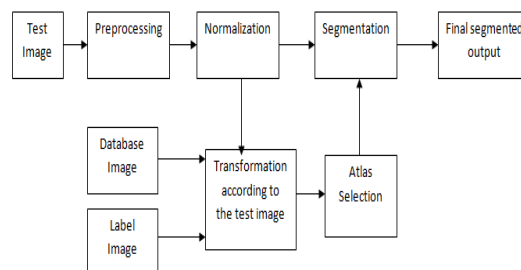 Test
Image
Preprocessing
Normalization
Segmentation
Final segmented
output
Database
Image
Transformation
according to
the test image
Atlas
Selection
Label
Image